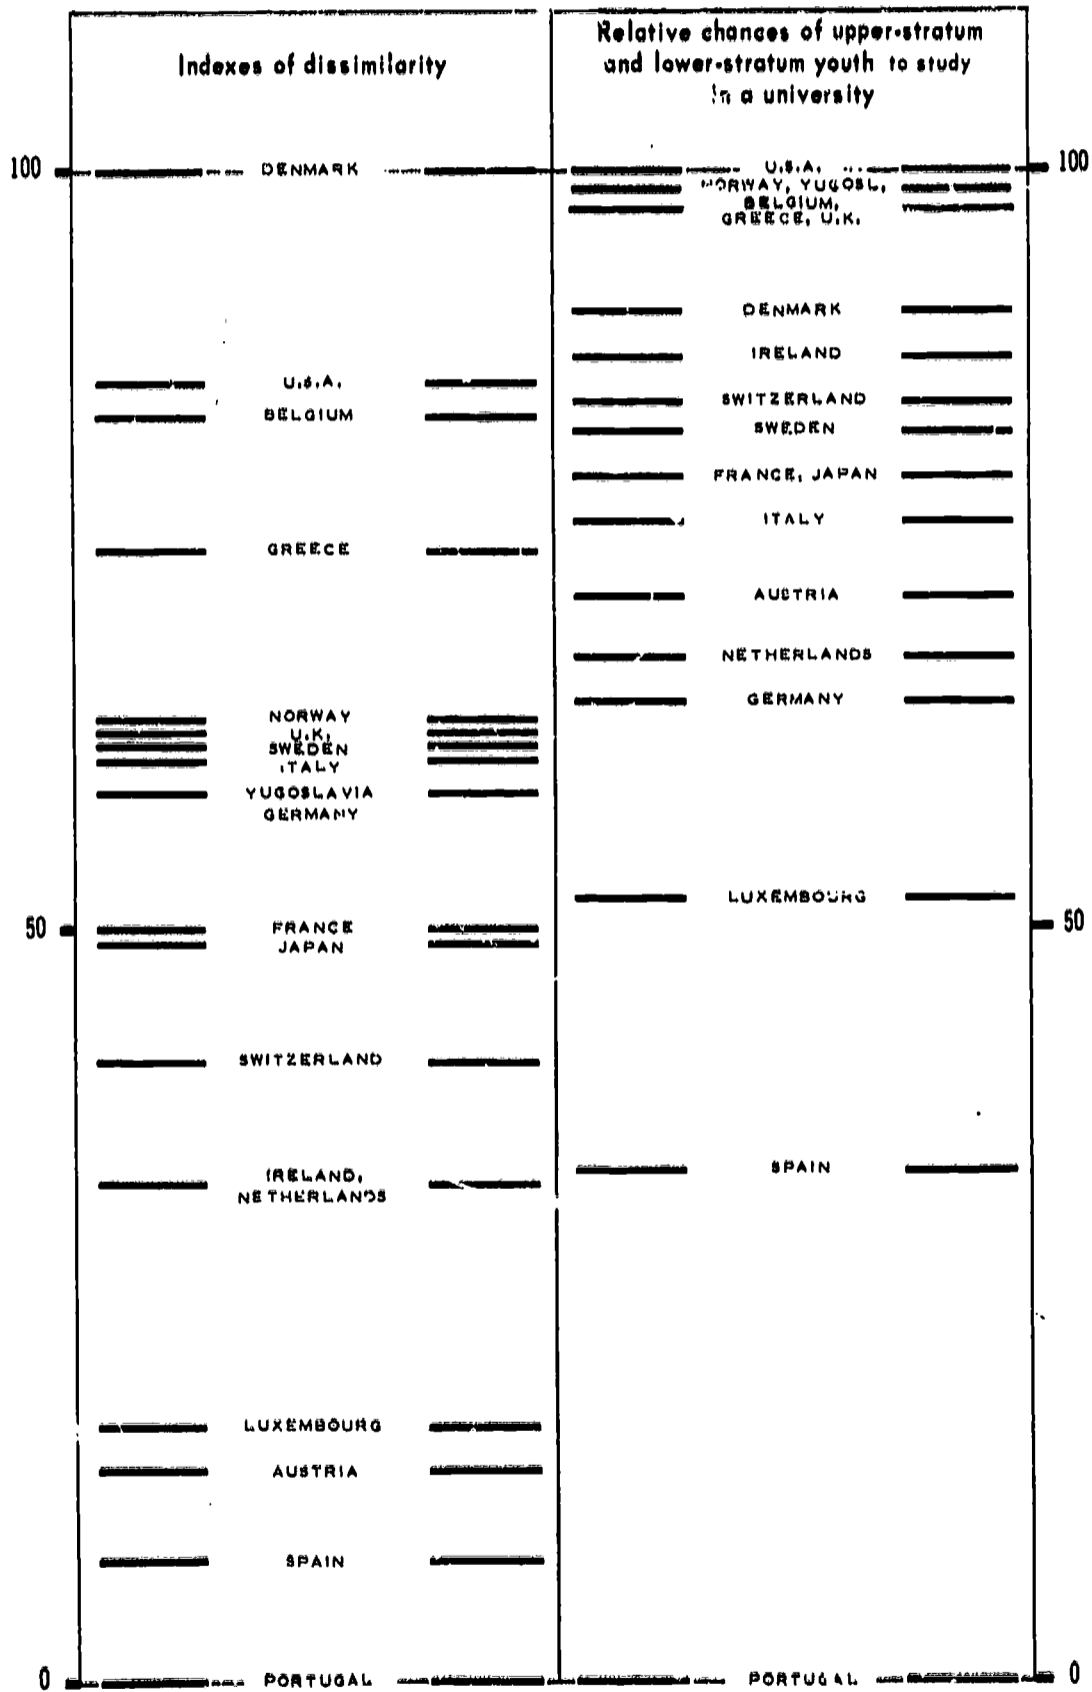 Indexes of dissimilarity
100
DENMARK
U.S.A.
BELGIUM
GREECE
NORWAY
U.K.
SWEDEN
ITALY
YUGOSLAVIA
GERMANY
50
FRANCE
JAPAN
SWITZERLAND
IRELAND,
NETHERLANDS
LUXEMBOURG
AUSTRIA
SPAIN
0
PORTUGAL
Relative chances of upper-stratum
and lower-stratum youth to study
in a university
U.S.A.
100
NORWAY, YUGOSL,
BELGIUM,
GREECE, U.K.
DENMARK
IRELAND
SWITZERLAND
SWEDEN
FRANCE, JAPAN
ITALY
AUSTRIA
NETHERLANDS
GERMANY
LUXEMBOURG
50
SPAIN
PORTUGAL
0